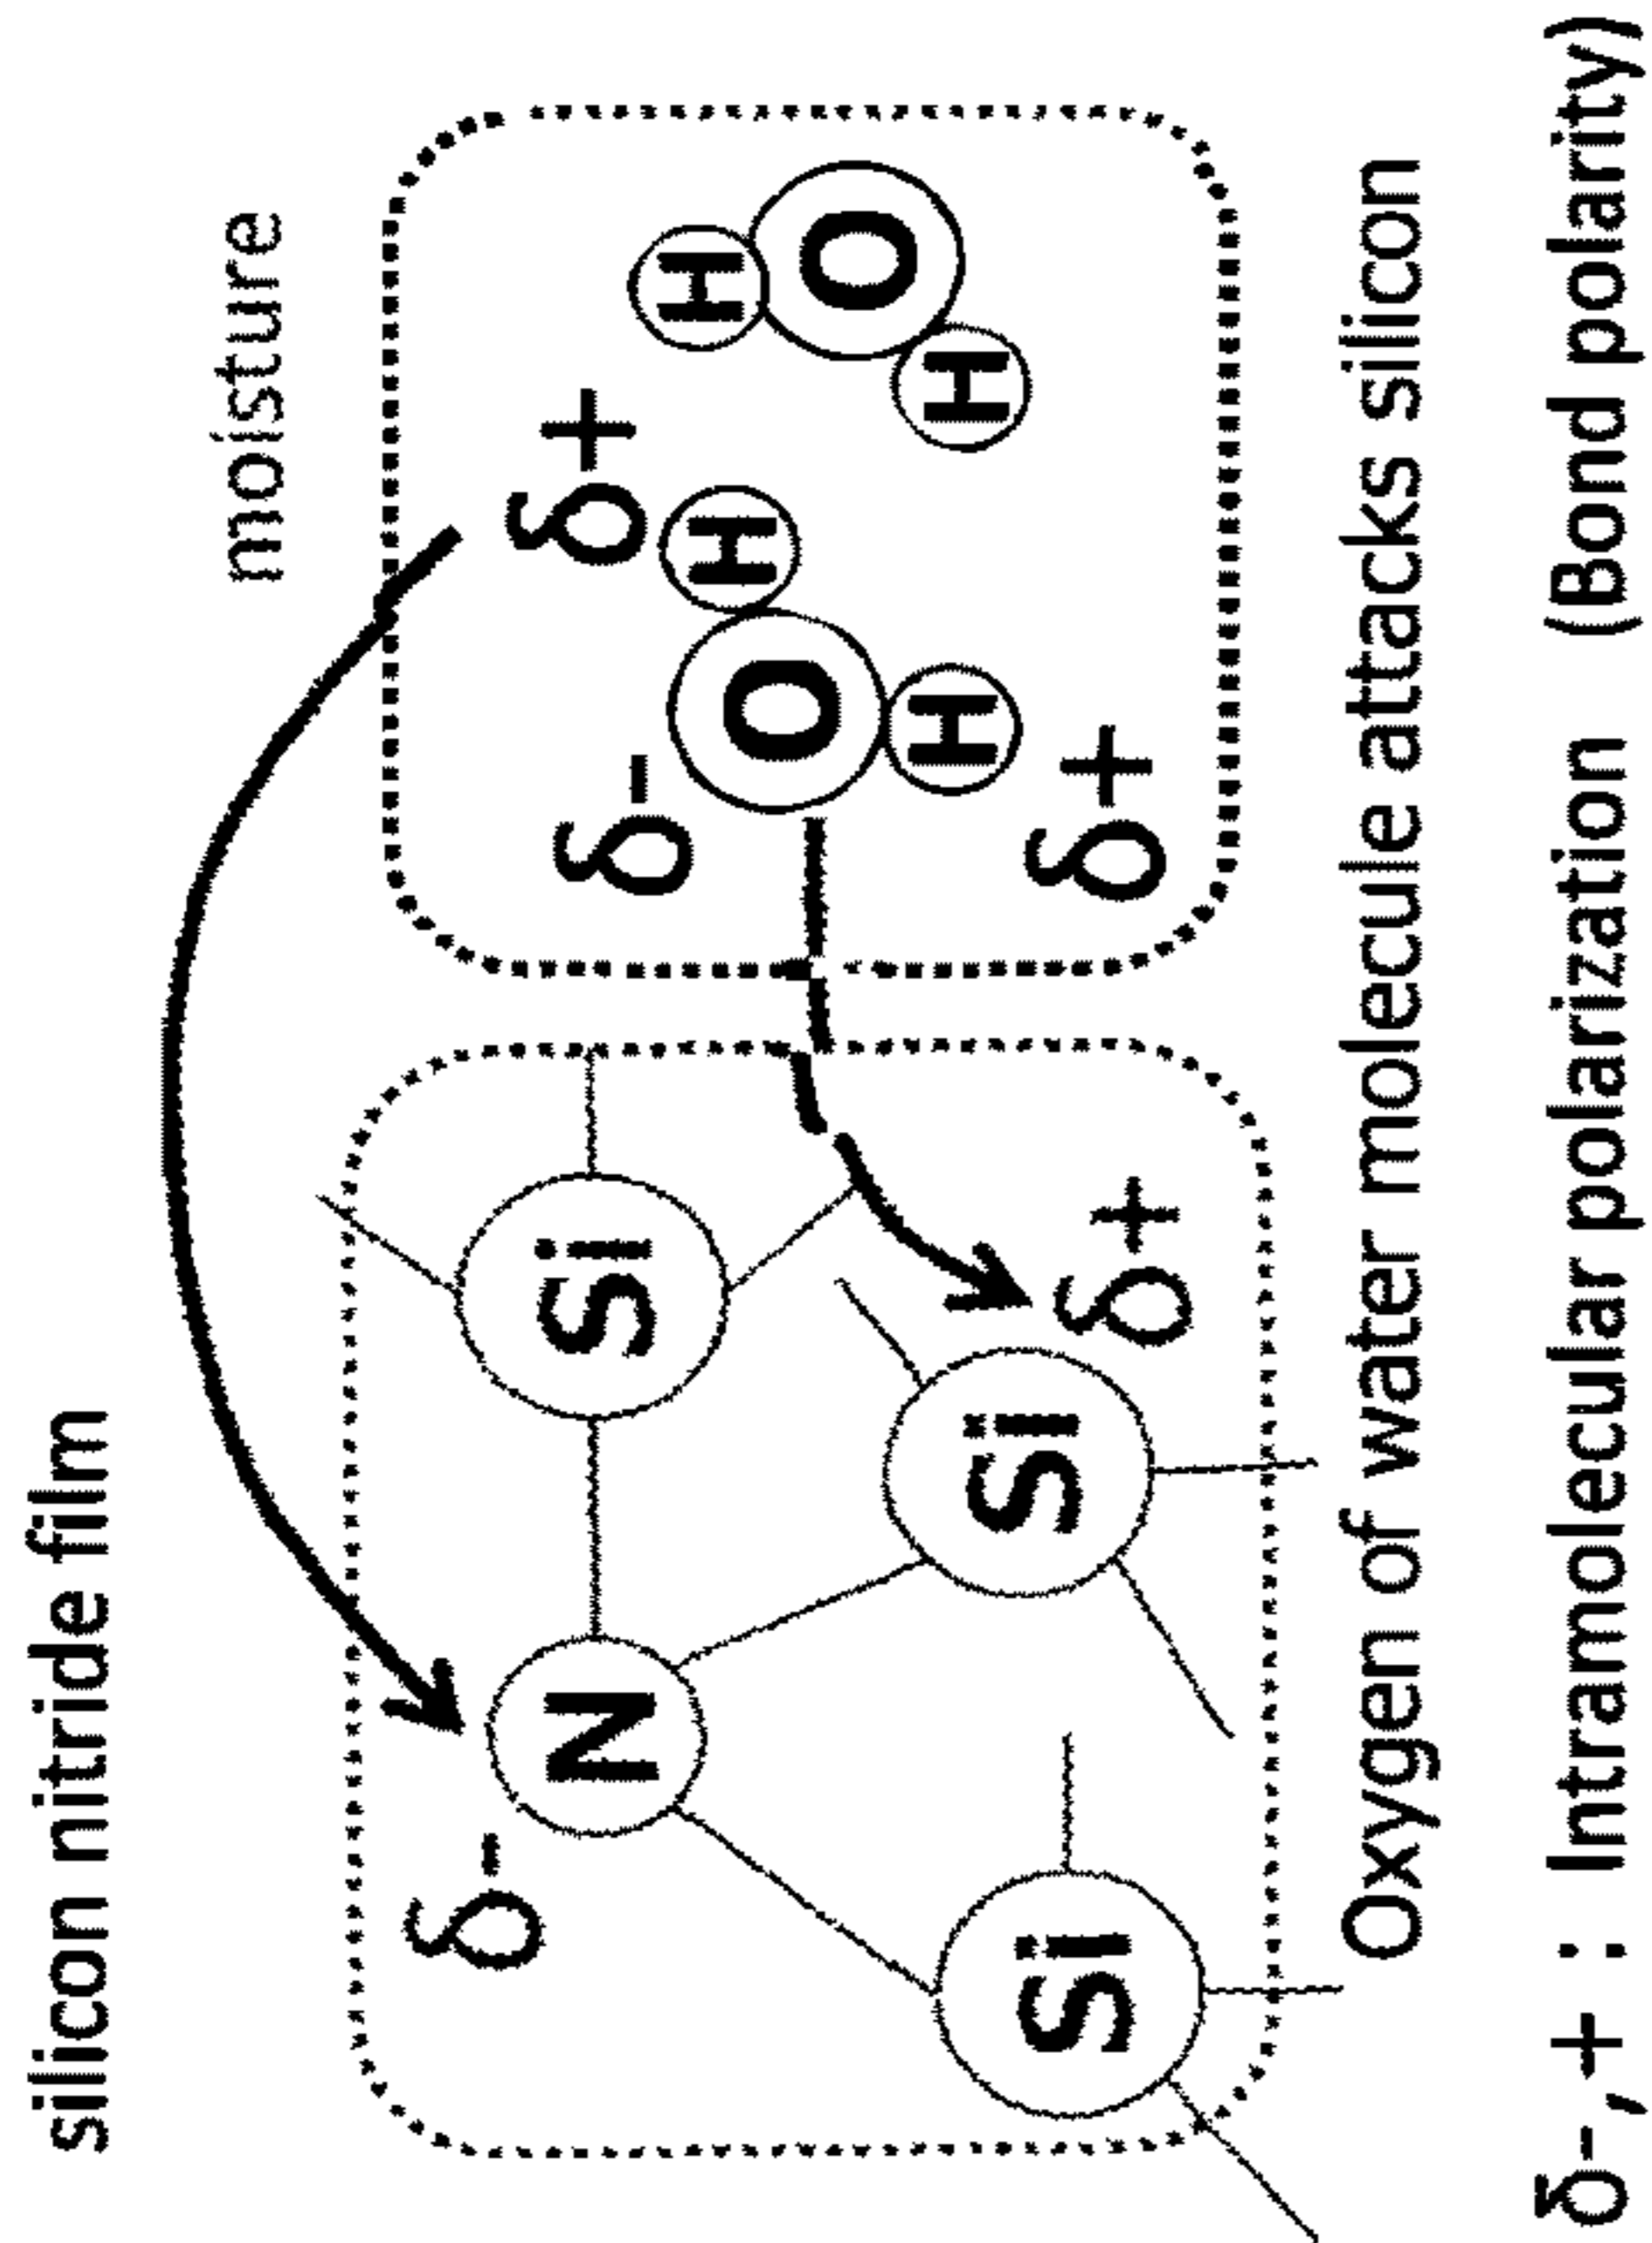 silicon nitride film
moisture
δ-
N
Si
Si
δ+
Si
δ-
O
H
δ+
H
δ+
H
O
H
Oxygen of water molecule attacks silicon
δ-,+ : Intramolecular polarization (Bond polarity)